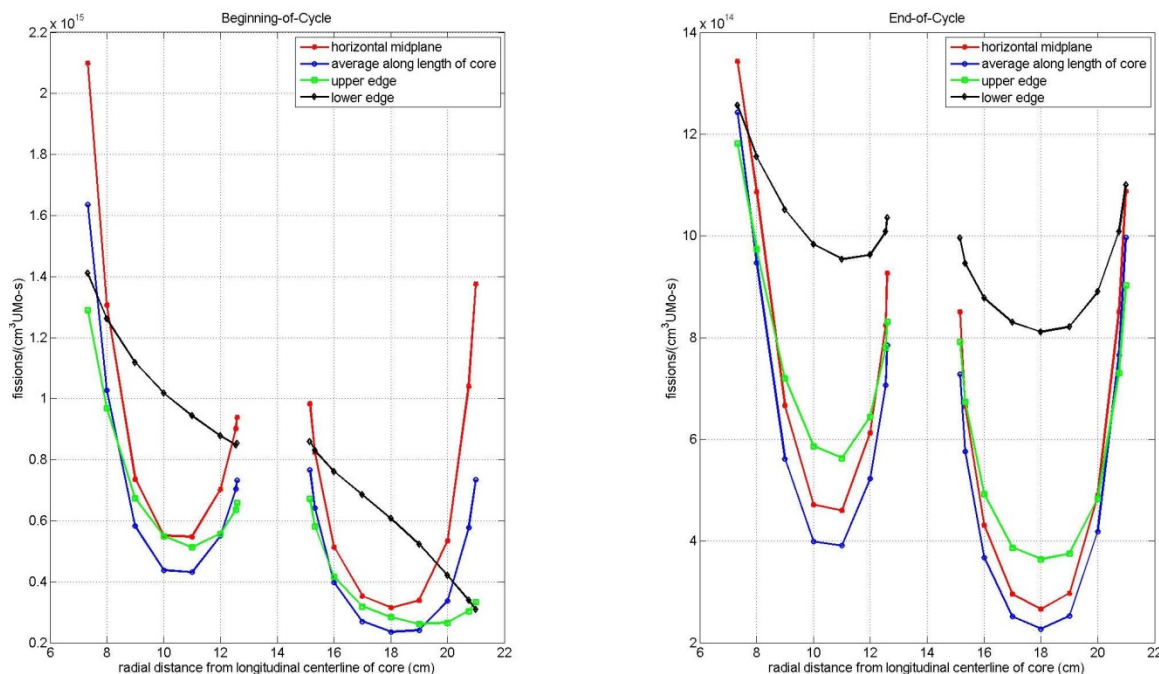 Beginning-of-Cycle
x 10^15
2.2
2
1.8
1.6
1.4
1.2
1
0.8
0.6
0.4
0.2
fissions/(cm^3UMo-s)
horizontal midplane
average along length of core
upper edge
lower edge
6 8 10 12 14 16 18 20 22
radial distance from longitudinal centerline of core (cm)
End-of-Cycle
x 10^14
14
12
10
8
6
4
2
fissions/(cm^3UMo-s)
horizontal midplane
average along length of core
upper edge
lower edge
6 8 10 12 14 16 18 20 22
radial distance from longitudinal centerline of core (cm)